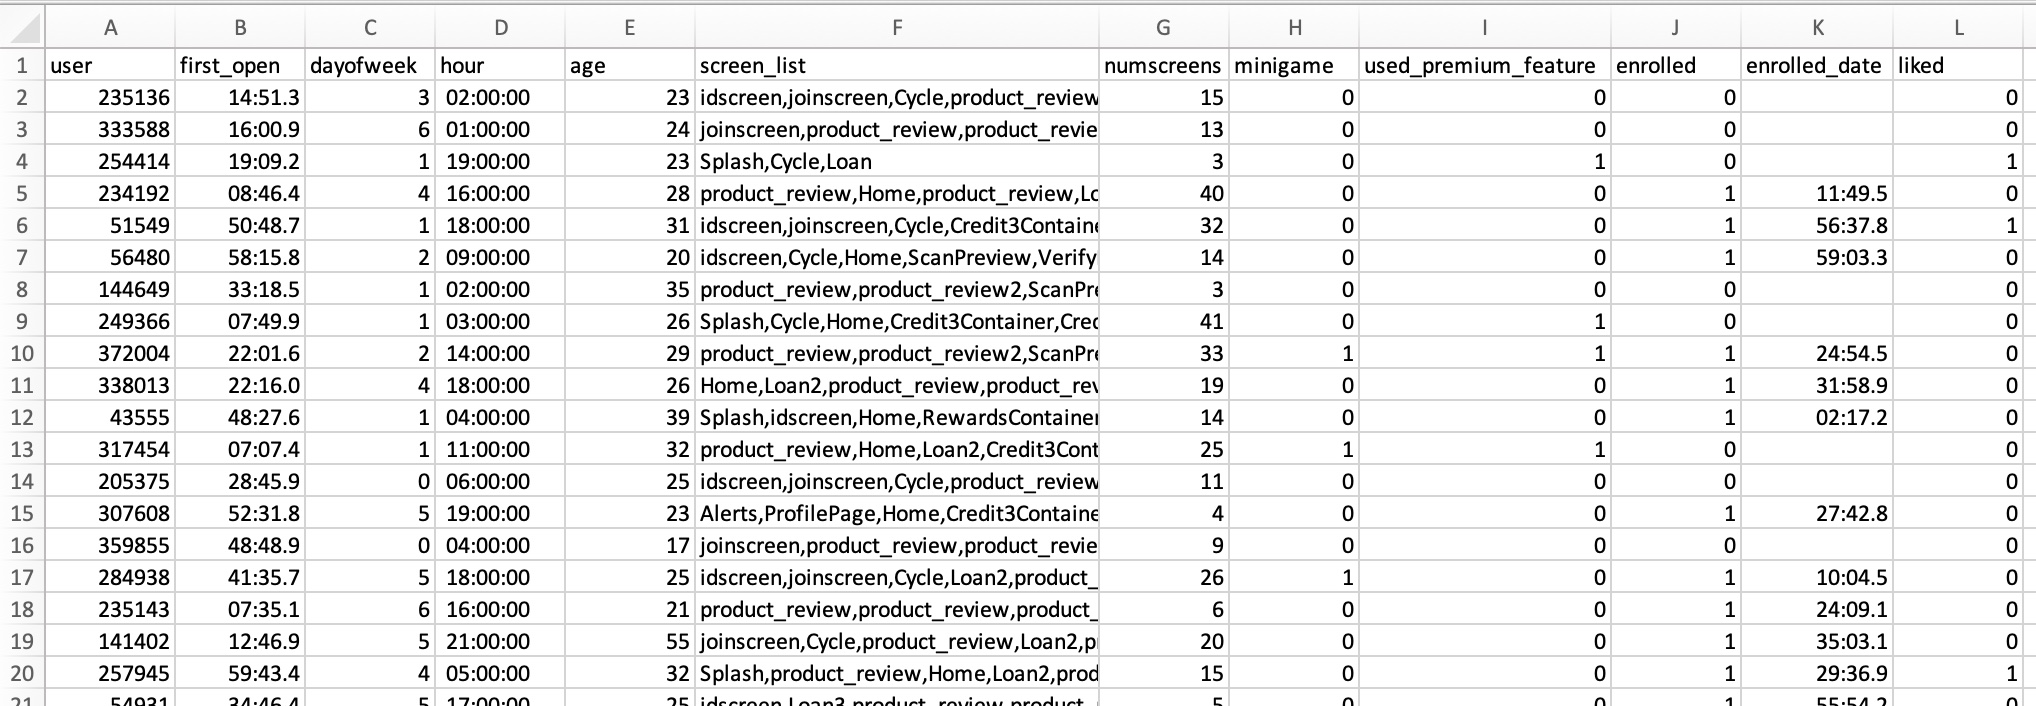 A B C D E F G H I J K L
1 user first_open dayofweek hour age screen_list numscreens minigame used_premium_feature enrolled enrolled_date liked
2 235136 14:51.3 3 02:00:00 23 idscreen,joinscreen,Cycle,product_review 15 0 0 0 0
3 333588 16:00.9 6 01:00:00 24 joinscreen,product_review,product_revie 13 0 0 0 0
4 254414 19:09.2 1 19:00:00 23 Splash,Cycle,Loan 3 0 1 0 1
5 234192 08:46.4 4 16:00:00 28 product_review,Home,product_review,Lo 40 0 0 1 11:49.5 0
6 51549 50:48.7 1 18:00:00 31 idscreen,joinscreen,Cycle,Credit3Containe 32 0 0 1 56:37.8 1
7 56480 58:15.8 2 09:00:00 20 idscreen,Cycle,Home,ScanPreview,Verify 14 0 0 1 59:03.3 0
8 144649 33:18.5 1 02:00:00 35 product_review,product_review2,ScanPre 3 0 0 0 0
9 249366 07:49.9 1 03:00:00 26 Splash,Cycle,Home,Credit3Container,Cred 41 0 1 0 0
10 372004 22:01.6 2 14:00:00 29 product_review,product_review2,ScanPre 33 1 1 1 24:54.5 0
11 338013 22:16.0 4 18:00:00 26 Home,Loan2,product_review,product_rev 19 0 0 1 31:58.9 0
12 43555 48:27.6 1 04:00:00 39 Splash,idscreen,Home,RewardsContainer 14 0 0 1 02:17.2 0
13 317454 07:07.4 1 11:00:00 32 product_review,Home,Loan2,Credit3Cont 25 1 1 0 0
14 205375 28:45.9 0 06:00:00 25 idscreen,joinscreen,Cycle,product_review 11 0 0 0 0
15 307608 52:31.8 5 19:00:00 23 Alerts,ProfilePage,Home,Credit3Containe 4 0 0 1 27:42.8 0
16 359855 48:48.9 0 04:00:00 17 joinscreen,product_review,product_revie 9 0 0 0 0
17 284938 41:35.7 5 18:00:00 25 idscreen,joinscreen,Cycle,Loan2,product_ 26 1 0 1 10:04.5 0
18 235143 07:35.1 6 16:00:00 21 product_review,product_review,product_ 6 0 0 1 24:09.1 0
19 141402 12:46.9 5 21:00:00 55 joinscreen,Cycle,product_review,Loan2,p 20 0 0 1 35:03.1 0
20 257945 59:43.4 4 05:00:00 32 Splash,product_review,Home,Loan2,prod 15 0 0 1 29:36.9 1
21 54931 34:46.4 5 17:00:00 25 idscreen,Loan3,product_review,product_ 5 0 0 1 55:54.2 0